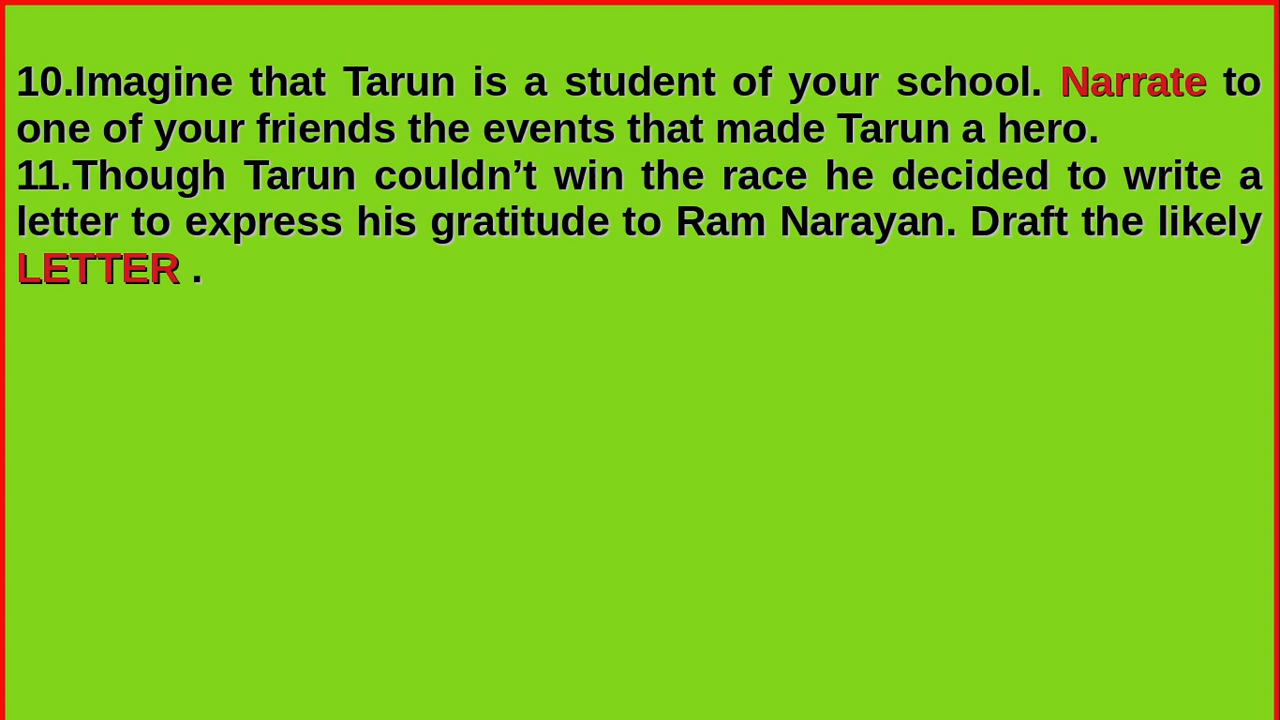 10.Imagine that Tarun is a student of your school. Narrate to
one of your friends the events that made Tarun a hero.
11.Though Tarun couldn’t win the race he decided to write a
letter to express his gratitude to Ram Narayan. Draft the likely
LETTER .